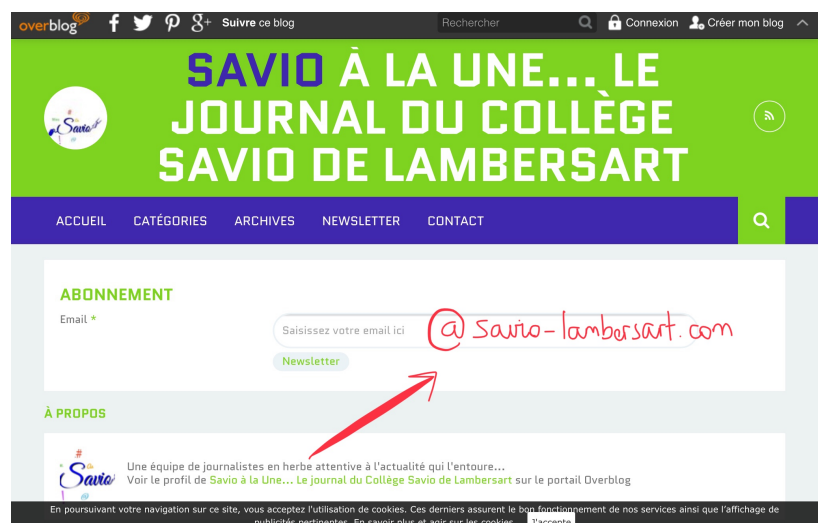 overblog Suivre ce blog Rechercher Connexion Créer mon blog
SAVIO À LA UNE... LE
JOURNAL DU COLLÈGE
SAVIO DE LAMBERSART
Savio
ACCUEIL CATÉGORIES ARCHIVES NEWSLETTER CONTACT
ABONNEMENT
Email *
Saisissez votre email ici @savio-lambersart.com
Newsletter
À PROPOS
Savio
Une équipe de journalistes en herbe attentive à l'actualité qui l'entoure...
Voir le profil de Savio à la Une... Le journal du Collège Savio de Lambersart sur le portail Overblog
En poursuivant votre navigation sur ce site, vous acceptez l'utilisation de cookies. Ces derniers assurent le bon fonctionnement de nos services ainsi que l'affichage de
publicités pertinentes. En savoir plus et agir sur les cookies. J'accepte